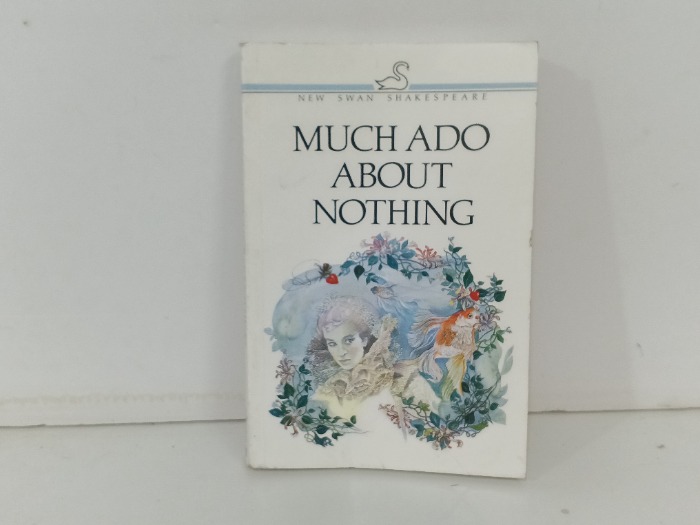 NEW SWAN SHAKESPEARE
MUCH ADO
ABOUT
NOTHING